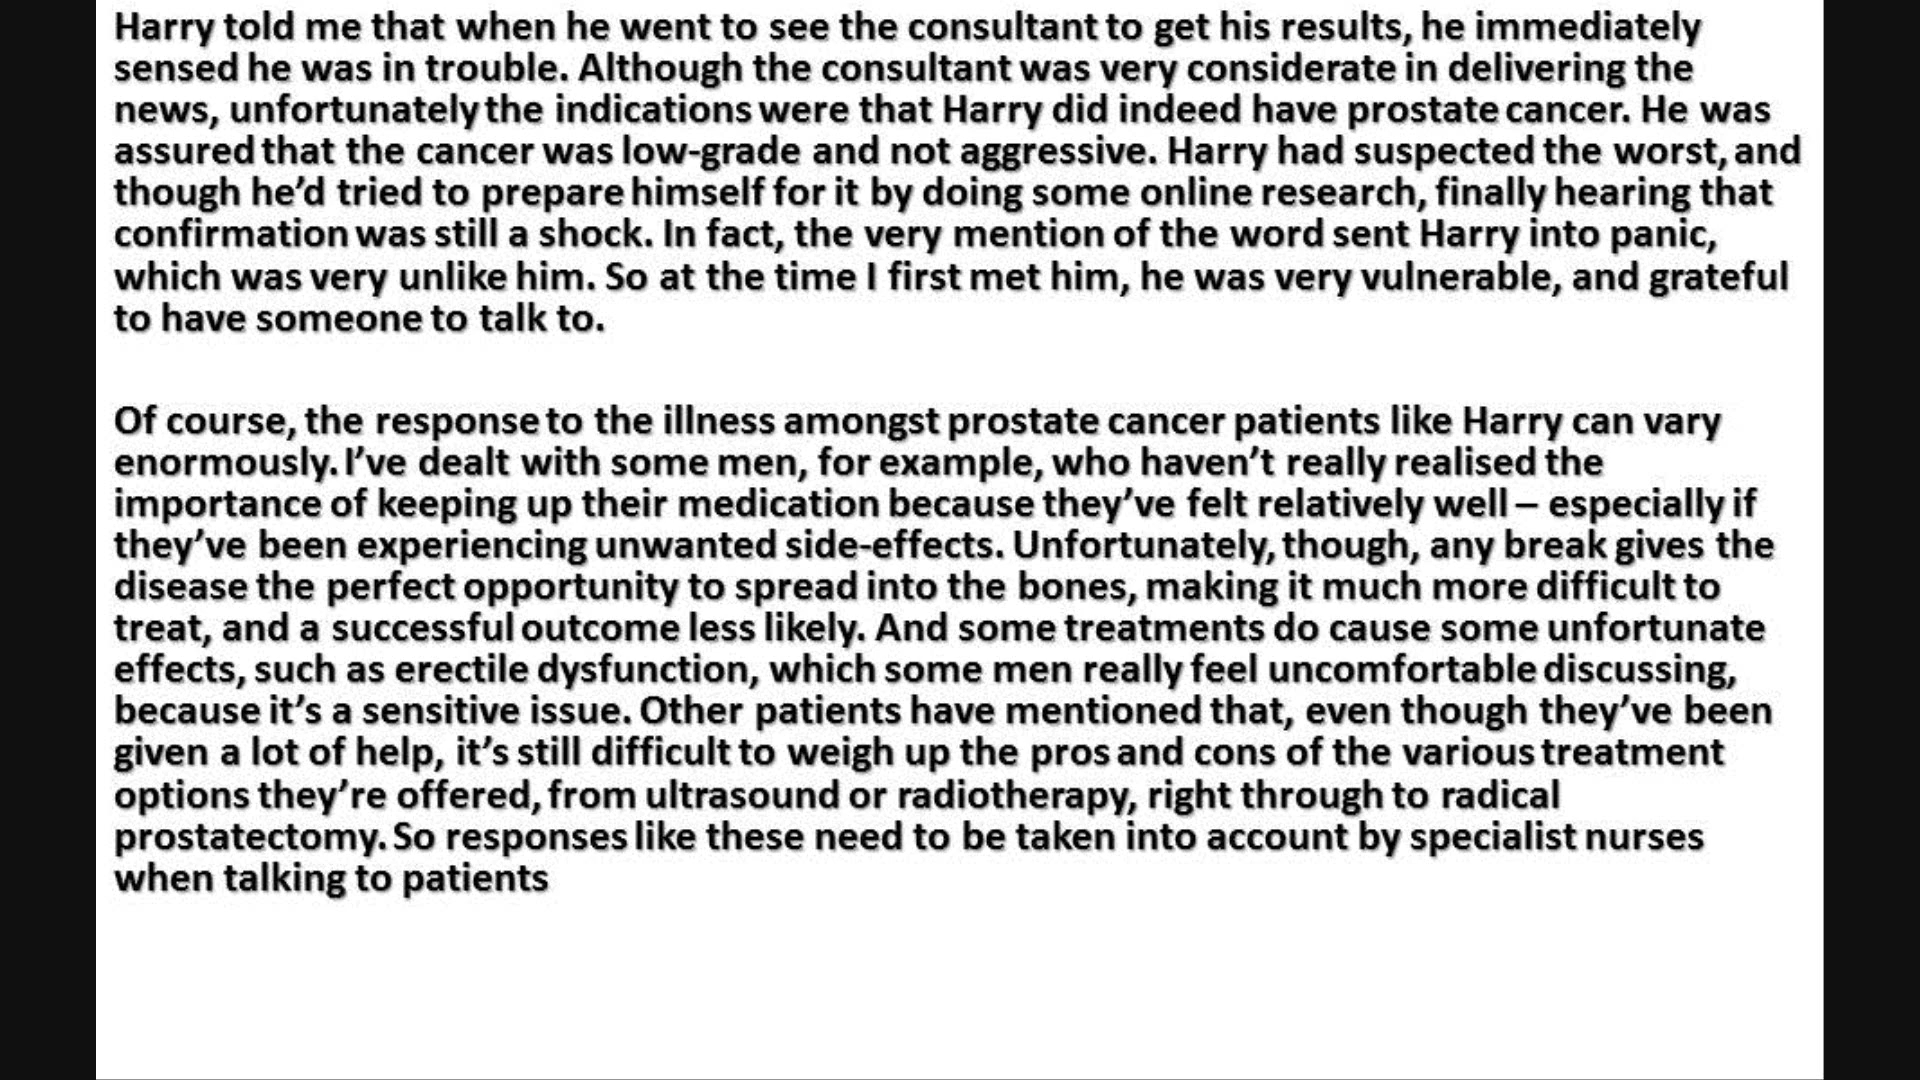 Harry told me that when he went to see the consultant to get his results, he immediately
sensed he was in trouble. Although the consultant was very considerate in delivering the
news, unfortunately the indications were that Harry did indeed have prostate cancer. He was
assured that the cancer was low-grade and not aggressive. Harry had suspected the worst, and
though he’d tried to prepare himself for it by doing some online research, finally hearing that
confirmation was still a shock. In fact, the very mention of the word sent Harry into panic,
which was very unlike him. So at the time I first met him, he was very vulnerable, and grateful
to have someone to talk to.
Of course, the response to the illness amongst prostate cancer patients like Harry can vary
enormously. I’ve dealt with some men, for example, who haven’t really realised the
importance of keeping up their medication because they’ve felt relatively well – especially if
they’ve been experiencing unwanted side-effects. Unfortunately, though, any break gives the
disease the perfect opportunity to spread into the bones, making it much more difficult to
treat, and a successful outcome less likely. And some treatments do cause some unfortunate
effects, such as erectile dysfunction, which some men really feel uncomfortable discussing,
because it’s a sensitive issue. Other patients have mentioned that, even though they’ve been
given a lot of help, it’s still difficult to weigh up the pros and cons of the various treatment
options they’re offered, from ultrasound or radiotherapy, right through to radical
prostatectomy. So responses like these need to be taken into account by specialist nurses
when talking to patients